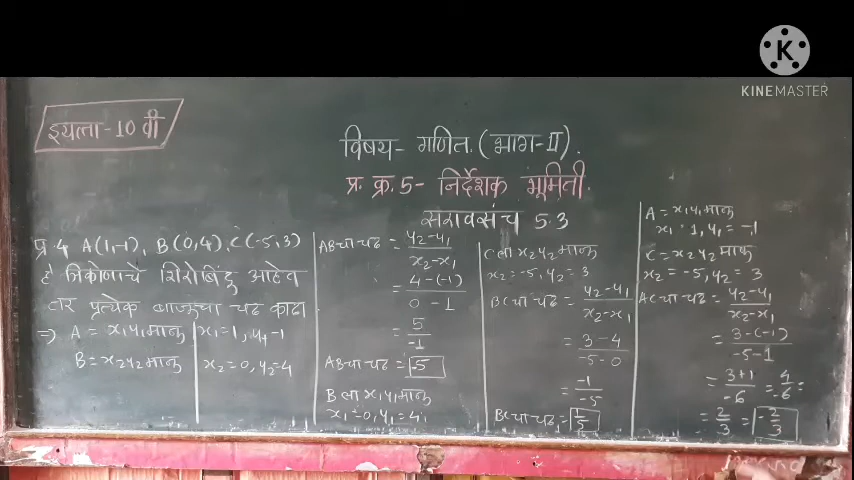 K
KINEMASTER
इयत्ता-10 वी
विषय- गणित. (भाग-II).
प्र. क्र. 5- निर्देशक भूमिती.
सरावसंच 5.3
प्र.4 A(1,-1), B(0,4), C(-5,3)
हे त्रिकोणाचे शिरोबिंदू आहेत
तर प्रत्येक बाजूचा चढ काढा.
⇒ A = x₁y₁ मानू | x₁=1, y₁-1
B = x₂y₂ मानू | x₂=0, y₂=4
AB चा चढ = y₂-y₁ / x₂-x₁
= 4-(-1) / 0-1
= 5 / -1
AB चा चढ = -5
B ला x₁y₁ मानू
x₁=0, y₁=4,
C ला x₂y₂ मानू
x₂=-5, y₂=3
BC चा चढ = y₂-y₁ / x₂-x₁
= 3-4 / -5-0
= -1 / -5
BC चा चढ = 1/5
A = x₁y₁ मानू
x₁ = 1, y₁ = -1
C = x₂y₂ मानू
x₂ = -5, y₂ = 3
AC चा चढ = y₂-y₁ / x₂-x₁
= 3-(-1) / -5-1
= 3+1 / -6 = 4 / -6 =
= 2/3 = -2/3